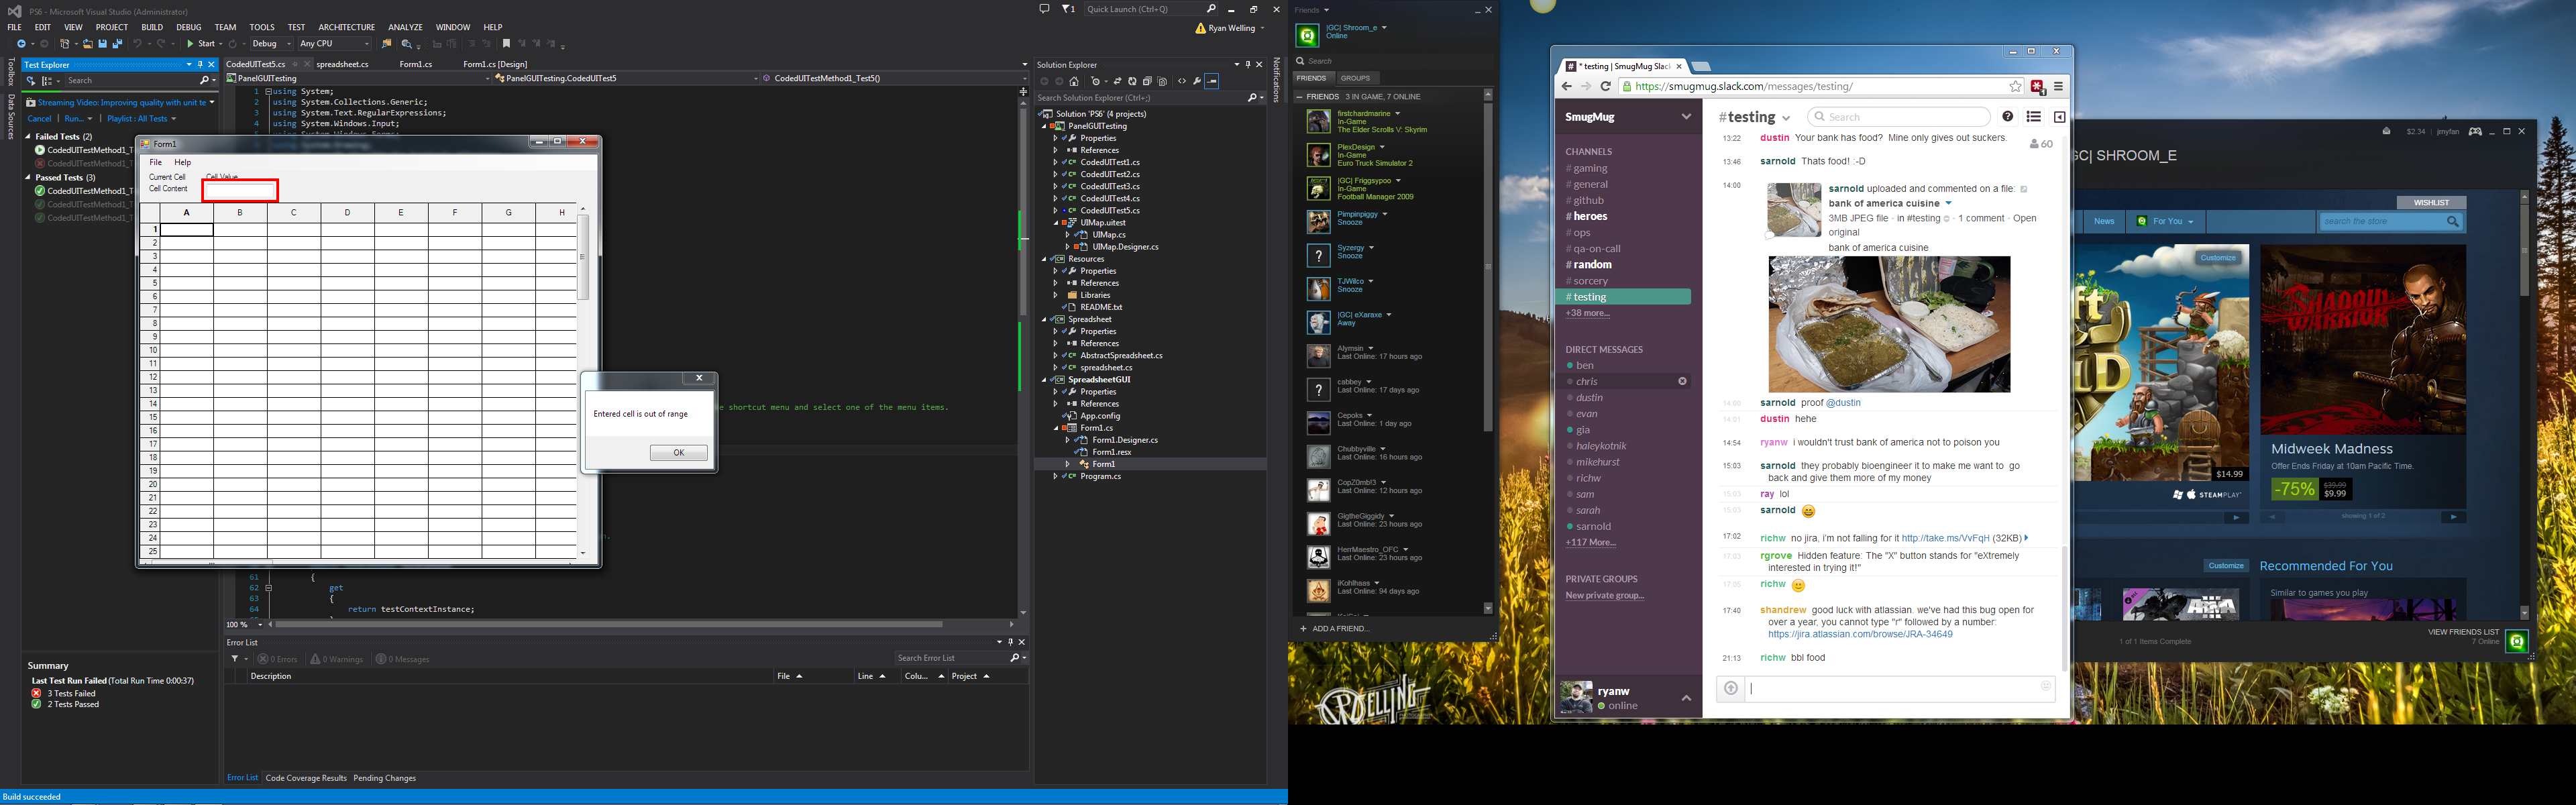 PS6 - Microsoft Visual Studio (Administrator)
1
Quick Launch (Ctrl+Q)
FILE EDIT VIEW PROJECT BUILD DEBUG TEAM TOOLS TEST ARCHITECTURE ANALYZE WINDOW HELP
Ryan Welling
Start
Debug
Any CPU
Toolbox
Data Sources
Test Explorer
Search
Streaming Video: Improving quality with unit te
Cancel Run... Playlist : All Tests
Failed Tests (2)
CodedUITestMethod1_Te
CodedUITestMethod1_T
Passed Tests (3)
CodedUITestMethod1_T
CodedUITestMethod1_T
CodedUITestMethod1_T
Summary
Last Test Run Failed (Total Run Time 0:00:37)
3 Tests Failed
2 Tests Passed
Build succeeded
CodedUITest5.cs spreadsheet.cs Form1.cs Form1.cs [Design]
PanelGUITesting PanelGUITesting.CodedUITest5 CodedUITestMethod1_Test5()
1 using System;
2 using System.Collections.Generic;
3 using System.Text.RegularExpressions;
4 using System.Windows.Input;
Form1
File Help
Current Cell Cell Value
Cell Content
A B C D E F G H
1
2
3
4
5
6
7
8
9
10
11
12
13
14
15
16
17
18
19
20
21
22
23
24
25
Entered cell is out of range
OK
e shortcut menu and select one of the menu items.
61 {
62 get
63 {
64 return testContextInstance;
100 %
Error List
0 Errors 0 Warnings 0 Messages
Search Error List
Description File Line Colu... Project
Error List Code Coverage Results Pending Changes
Solution Explorer
Search Solution Explorer (Ctrl+;)
Solution 'PS6' (4 projects)
PanelGUITesting
Properties
References
CodedUITest1.cs
CodedUITest2.cs
CodedUITest3.cs
CodedUITest4.cs
CodedUITest5.cs
UIMap.uitest
UIMap.cs
UIMap.Designer.cs
Resources
Properties
References
Libraries
README.txt
Spreadsheet
Properties
References
AbstractSpreadsheet.cs
spreadsheet.cs
SpreadsheetGUI
Properties
References
App.config
Form1.cs
Form1.Designer.cs
Form1.resx
Form1
Program.cs
Notifications
Friends
|GC| Shroom_e
Online
Search
FRIENDS GROUPS
FRIENDS 3 IN GAME, 7 ONLINE
firstchardmarine
In-Game
The Elder Scrolls V: Skyrim
PlexDesign
In-Game
Euro Truck Simulator 2
|GC| Friggsypoo
In-Game
Football Manager 2009
Pimpinpiggy
Snooze
Syzergy
Snooze
TJWilco
Snooze
|GC| eXaraxe
Away
Alymsin
Last Online: 17 hours ago
cabbey
Last Online: 17 days ago
Cepoks
Last Online: 1 day ago
Chubbyville
Last Online: 16 hours ago
CopZ0mb!3
Last Online: 12 hours ago
GigtheGiggidy
Last Online: 23 hours ago
HerrMaestro_OFC
Last Online: 23 hours ago
iKohlhaas
Last Online: 94 days ago
+ ADD A FRIEND...
* testing | SmugMug Slac
https://smugmug.slack.com/messages/testing/
SmugMug
CHANNELS
# gaming
# general
# github
# heroes
# ops
# qa-on-call
# random
# sorcery
# testing
+38 more...
DIRECT MESSAGES
ben
chris
dustin
evan
gia
haleykotnik
mikehurst
richw
sam
sarah
sarnold
+117 More...
PRIVATE GROUPS
New private group...
ryanw
online
#testing
Search
60
13:22 dustin Your bank has food? Mine only gives out suckers.
13:46 sarnold Thats food! :-D
14:00 sarnold uploaded and commented on a file:
bank of america cuisine
3MB JPEG file · in #testing · 1 comment · Open
original
bank of america cuisine
14:00 sarnold proof @dustin
14:01 dustin hehe
14:54 ryanw i wouldn't trust bank of america not to poison you
15:03 sarnold they probably bioengineer it to make me want to go
back and give them more of my money
15:03 ray lol
15:03 sarnold
17:02 richw no jira, i'm not falling for it http://take.ms/VvFqH (32KB)
17:03 rgrove Hidden feature: The "X" button stands for "eXtremely
interested in trying it!"
17:05 richw
17:40 shandrew good luck with atlassian. we've had this bug open for
over a year, you cannot type "r" followed by a number:
https://jira.atlassian.com/browse/JRA-34649
21:13 richw bbl food
$2.34 jmyfan
GC| SHROOM_E
WISHLIST
News For You
search the store
Customize
$14.99
STEAMPLAY
SHADOW WARRIOR
Midweek Madness
Offer Ends Friday at 10am Pacific Time.
-75% $39.99
$9.99
showing 1 of 2
Customize Recommended For You
Similar to games you play
ARMA
1 of 1 Items Complete
VIEW FRIENDS LIST
7 Online